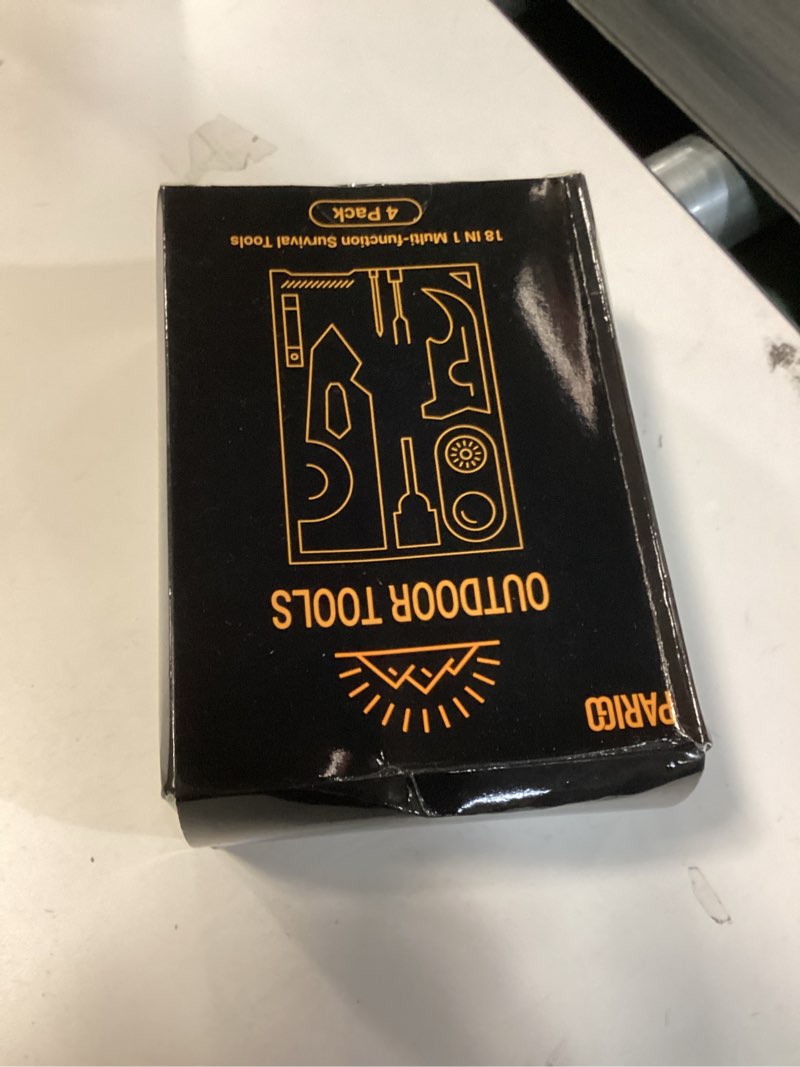 PARIGO
OUTDOOR TOOLS
18 IN 1 Multi-function Survival Tools
4 Pack